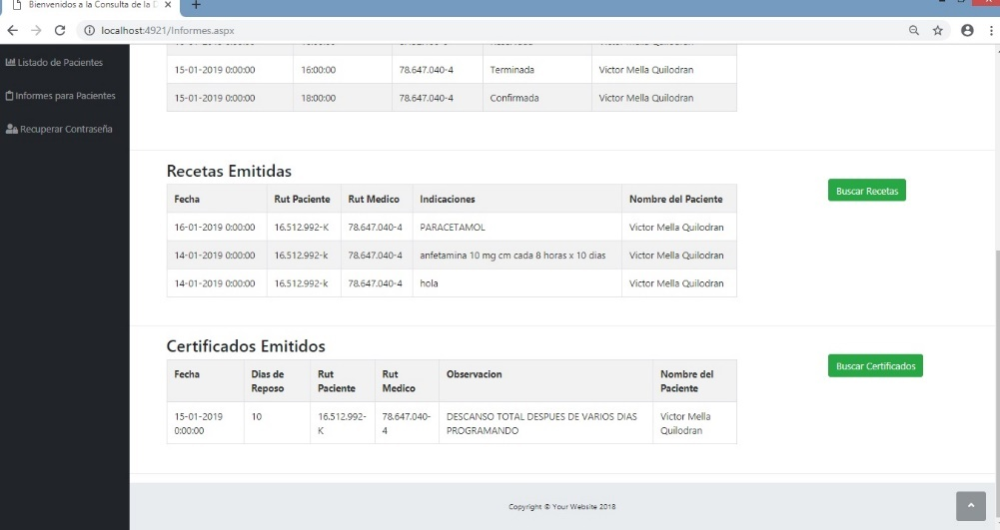 Bienvenidos a la Consulta de la
localhost:4921/Informes.aspx
Listado de Pacientes
Informes para Pacientes
Recuperar Contraseña
15-01-2019 0:00:00 16:00:00 78.647.040-4 Terminada Victor Mella Quilodran
15-01-2019 0:00:00 18:00:00 78.647.040-4 Confirmada Victor Mella Quilodran
Recetas Emitidas
Buscar Recetas
Fecha Rut Paciente Rut Medico Indicaciones Nombre del Paciente
16-01-2019 0:00:00 16.512.992-K 78.647.040-4 PARACETAMOL Victor Mella Quilodran
14-01-2019 0:00:00 16.512.992-k 78.647.040-4 anfetamina 10 mg cm cada 8 horas x 10 dias Victor Mella Quilodran
14-01-2019 0:00:00 16.512.992-k 78.647.040-4 hola Victor Mella Quilodran
Certificados Emitidos
Buscar Certificados
Fecha Dias de Rut Rut Observacion Nombre del
Reposo Paciente Medico Paciente
15-01-2019 10 16.512.992- 78.647.040- DESCANSO TOTAL DESPUES DE VARIOS DIAS Victor Mella
0:00:00 K 4 PROGRAMANDO Quilodran
Copyright © Your Website 2018